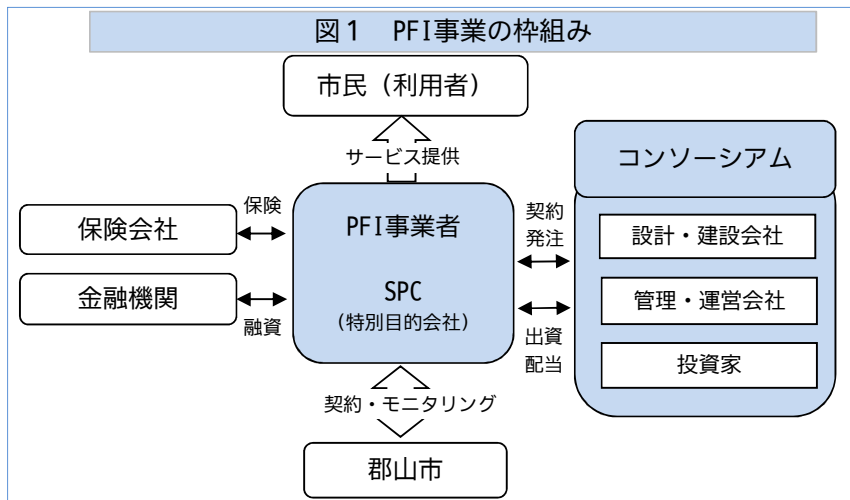 図1 PFI事業の枠組み
市民（利用者）
サービス提供
コンソーシアム
保険会社
保険
PFI事業者
契約
発注
設計・建設会社
金融機関
融資
SPC
(特別目的会社)
出資
配当
管理・運営会社
投資家
契約・モニタリング
郡山市